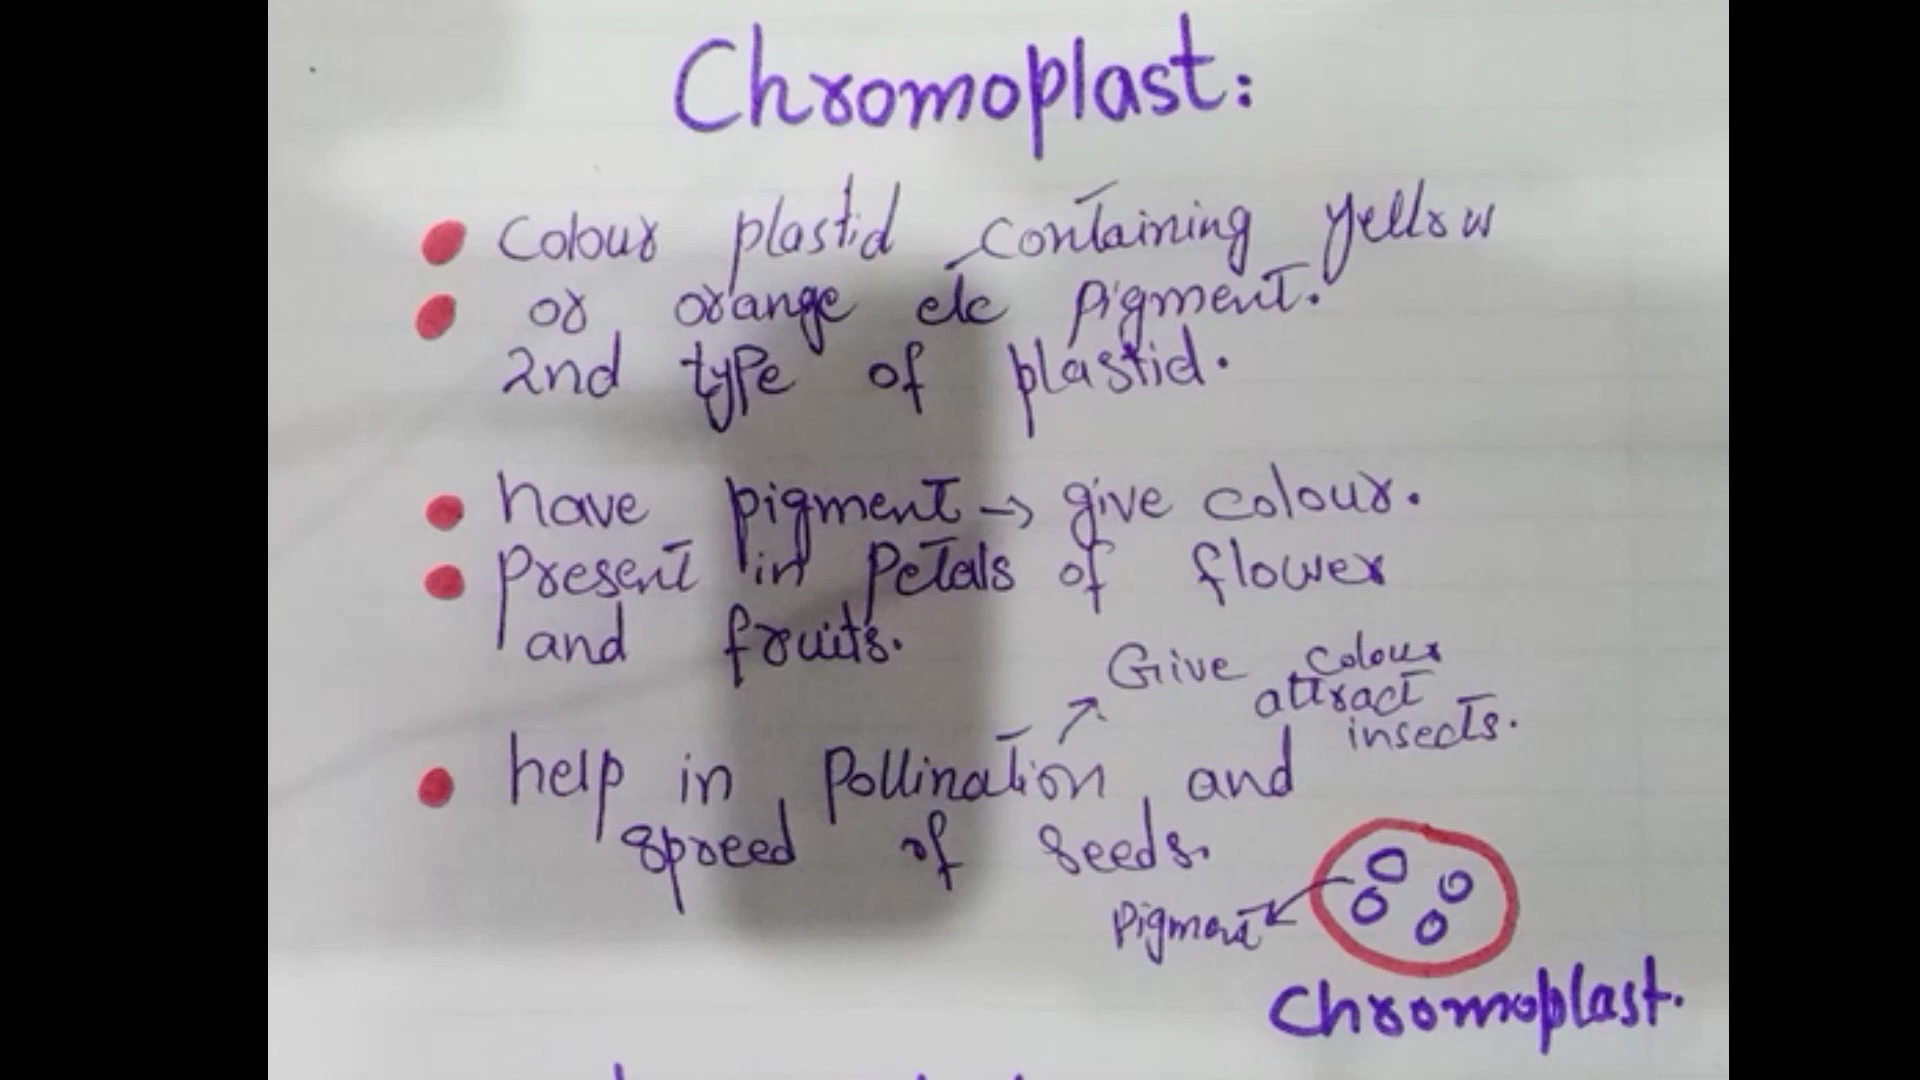 Chromoplast:
colour plastid containing yellow
or orange etc pigment.
2nd type of plastid.
have pigment → give colour.
present in petals of flower
and fruits.
Give colour
attract
insects.
help in pollination and
spreed of seeds.
pigment
Chromoplast.